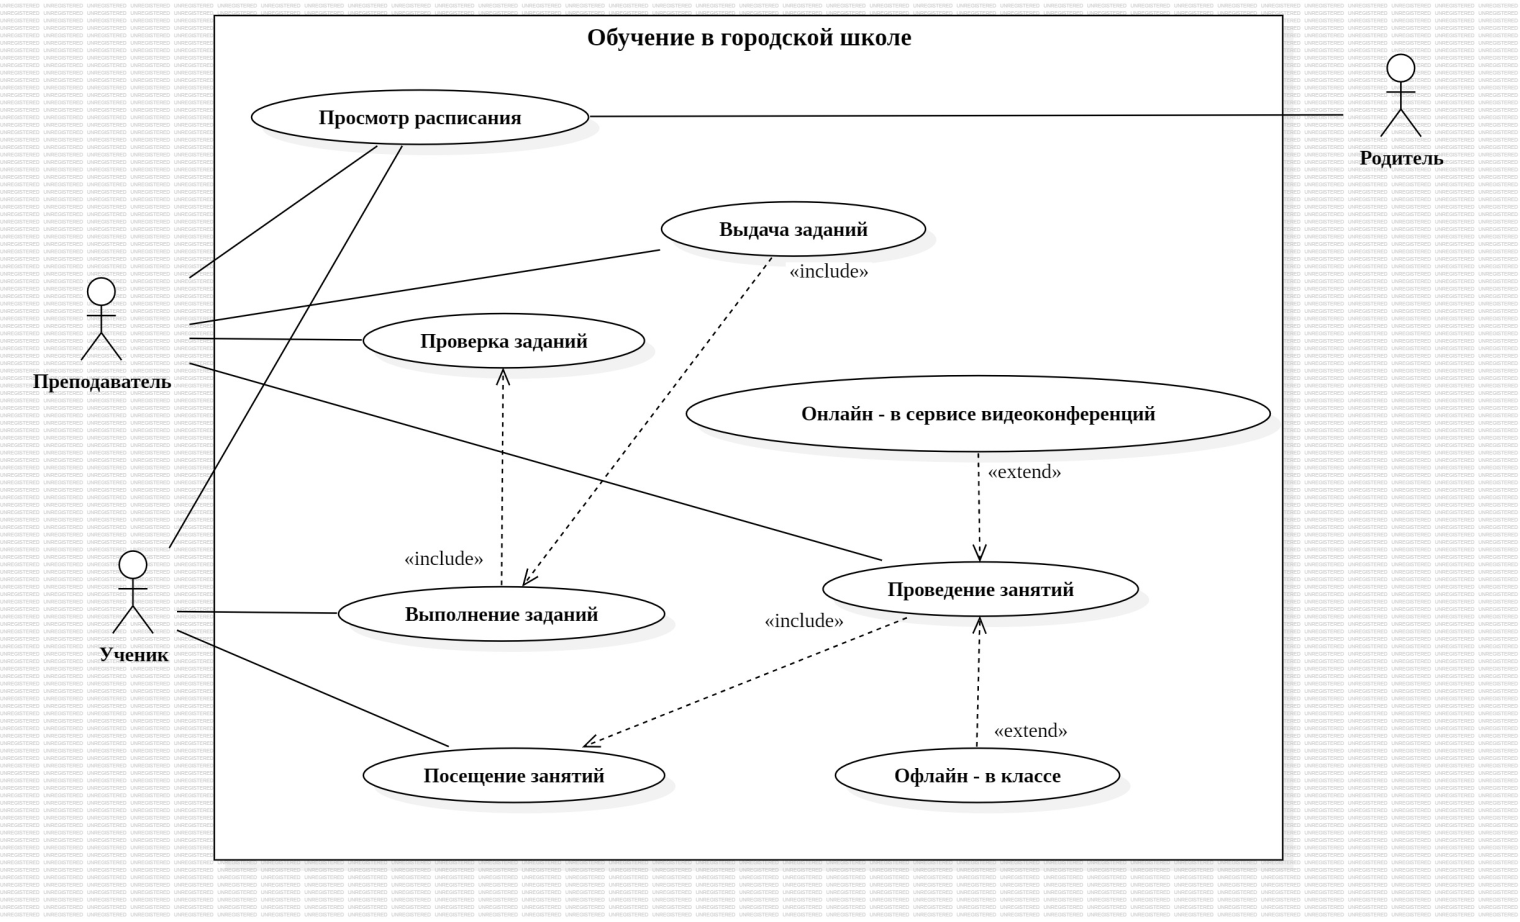 Обучение в городской школе
Просмотр расписания
Родитель
Выдача заданий
«include»
Проверка заданий
Преподаватель
Онлайн - в сервисе видеоконференций
«extend»
«include»
Проведение занятий
Выполнение заданий
«include»
Ученик
«extend»
Посещение занятий
Офлайн - в классе
UNREGISTERED